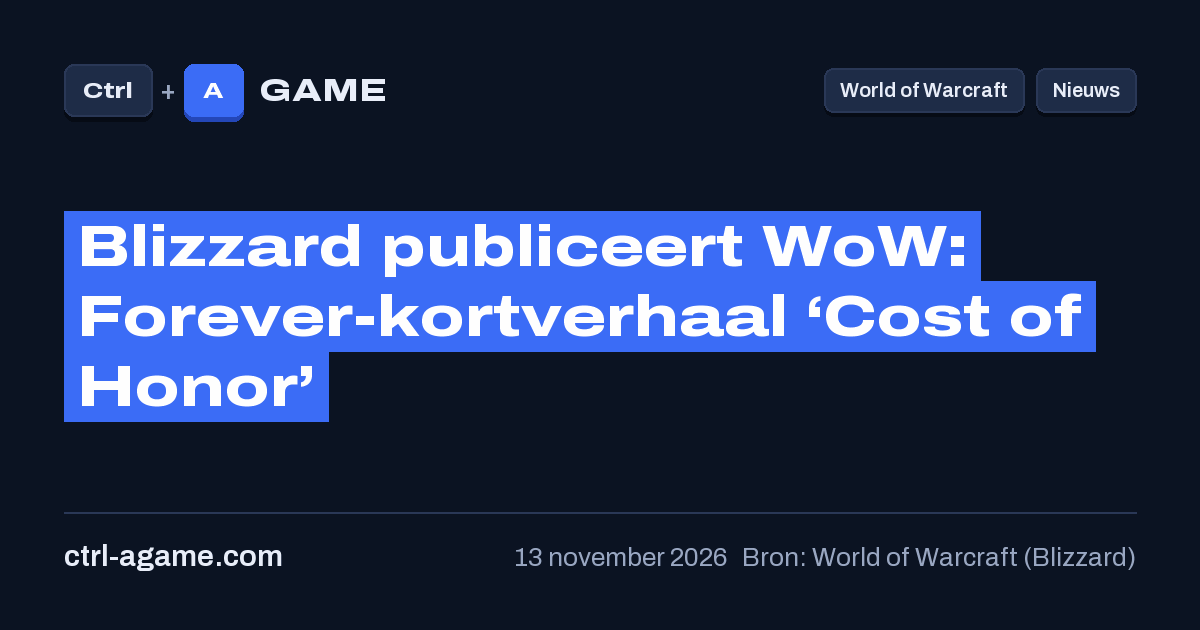 Ctrl + A GAME
World of Warcraft Nieuws
Blizzard publiceert WoW:
Forever-kortverhaal ‘Cost of
Honor’
ctrl-agame.com
13 november 2026 Bron: World of Warcraft (Blizzard)